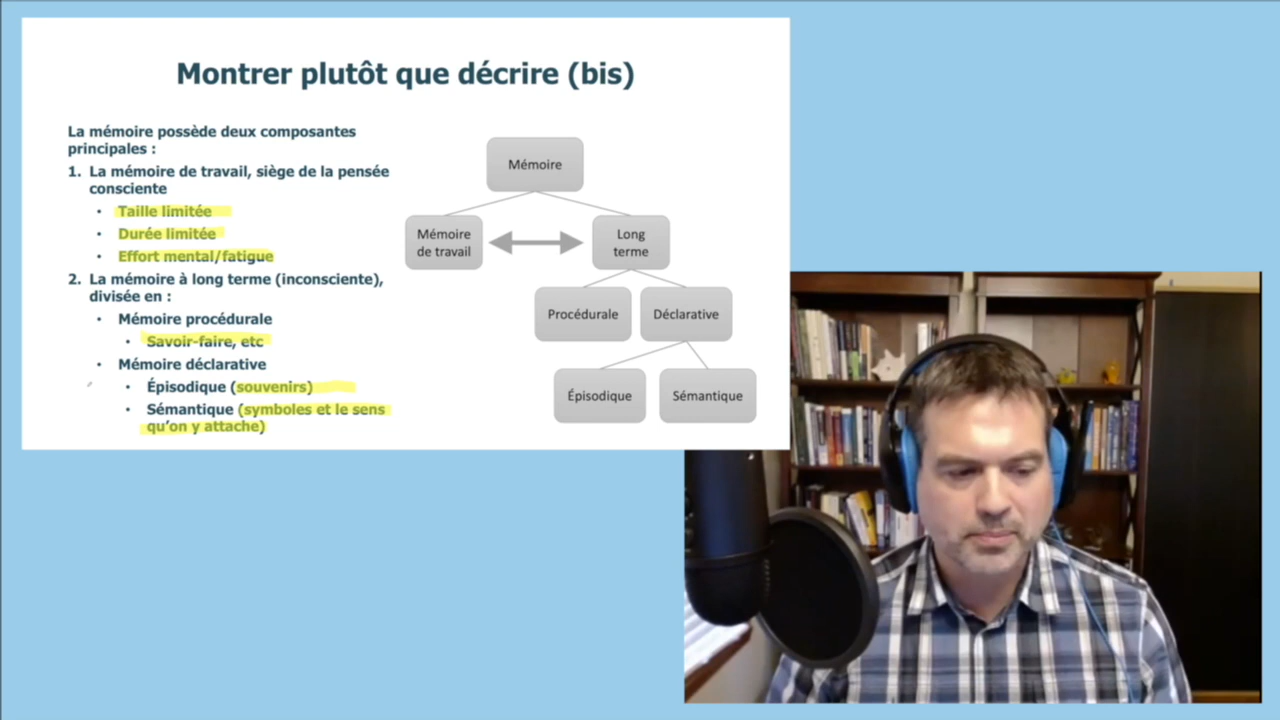 Montrer plutôt que décrire (bis)
La mémoire possède deux composantes
principales :
1. La mémoire de travail, siège de la pensée
consciente
• Taille limitée
• Durée limitée
• Effort mental/fatigue
2. La mémoire à long terme (inconsciente),
divisée en :
• Mémoire procédurale
• Savoir-faire, etc
• Mémoire déclarative
• Épisodique (souvenirs)
• Sémantique (symboles et le sens
qu'on y attache)
Mémoire
Mémoire
de travail
Long
terme
Procédurale
Déclarative
Épisodique
Sémantique